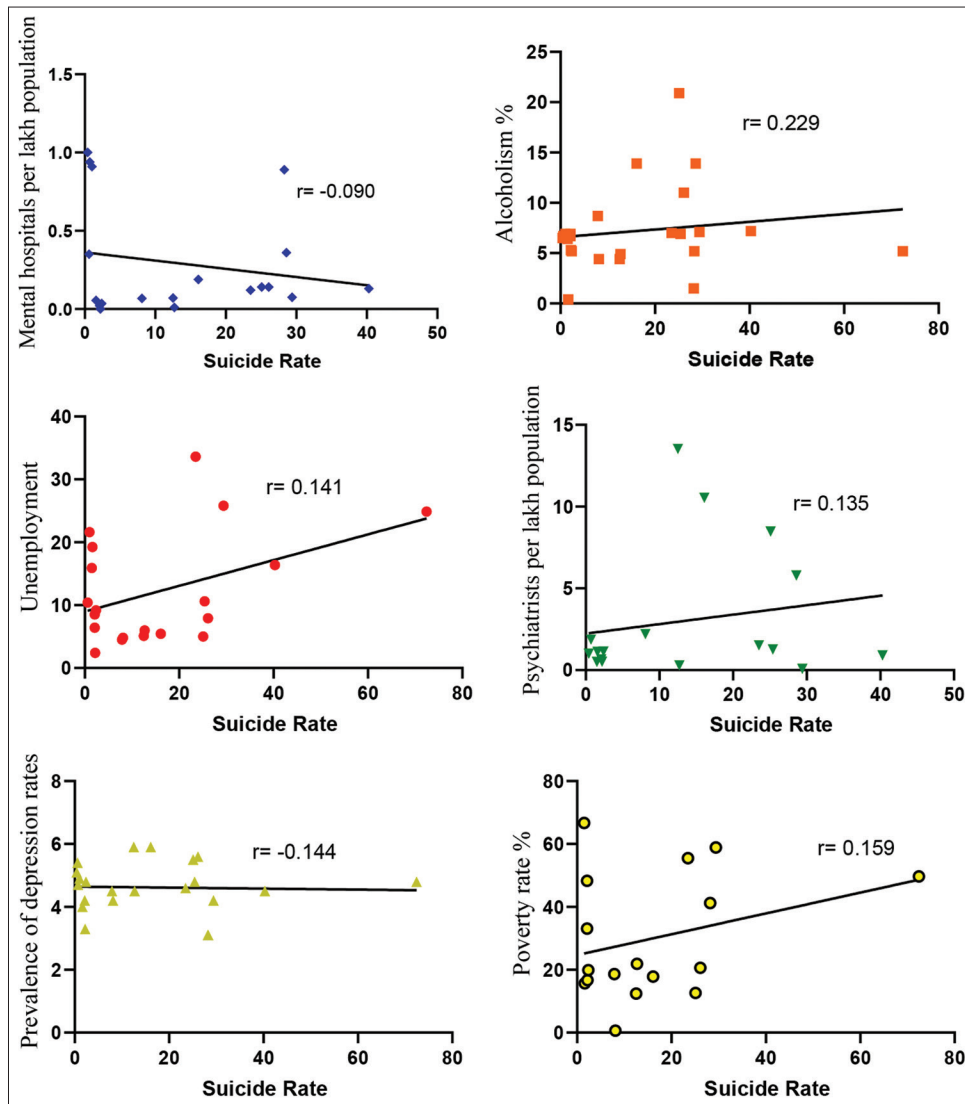 Mental hospitals per lakh population
1.5
1.0
0.5
0.0
r= -0.090
0 10 20 30 40 50
Suicide Rate
Alcoholism %
25
20
15
10
5
0
r= 0.229
0 20 40 60 80
Suicide Rate
Unemployment
40
30
20
10
0
r= 0.141
0 20 40 60 80
Suicide Rate
Psychiatrists per lakh population
15
10
5
0
r= 0.135
0 10 20 30 40 50
Suicide Rate
Prevalence of depression rates
8
6
4
2
0
r= -0.144
0 20 40 60 80
Suicide Rate
Poverty rate %
80
60
40
20
0
r= 0.159
0 20 40 60 80
Suicide Rate